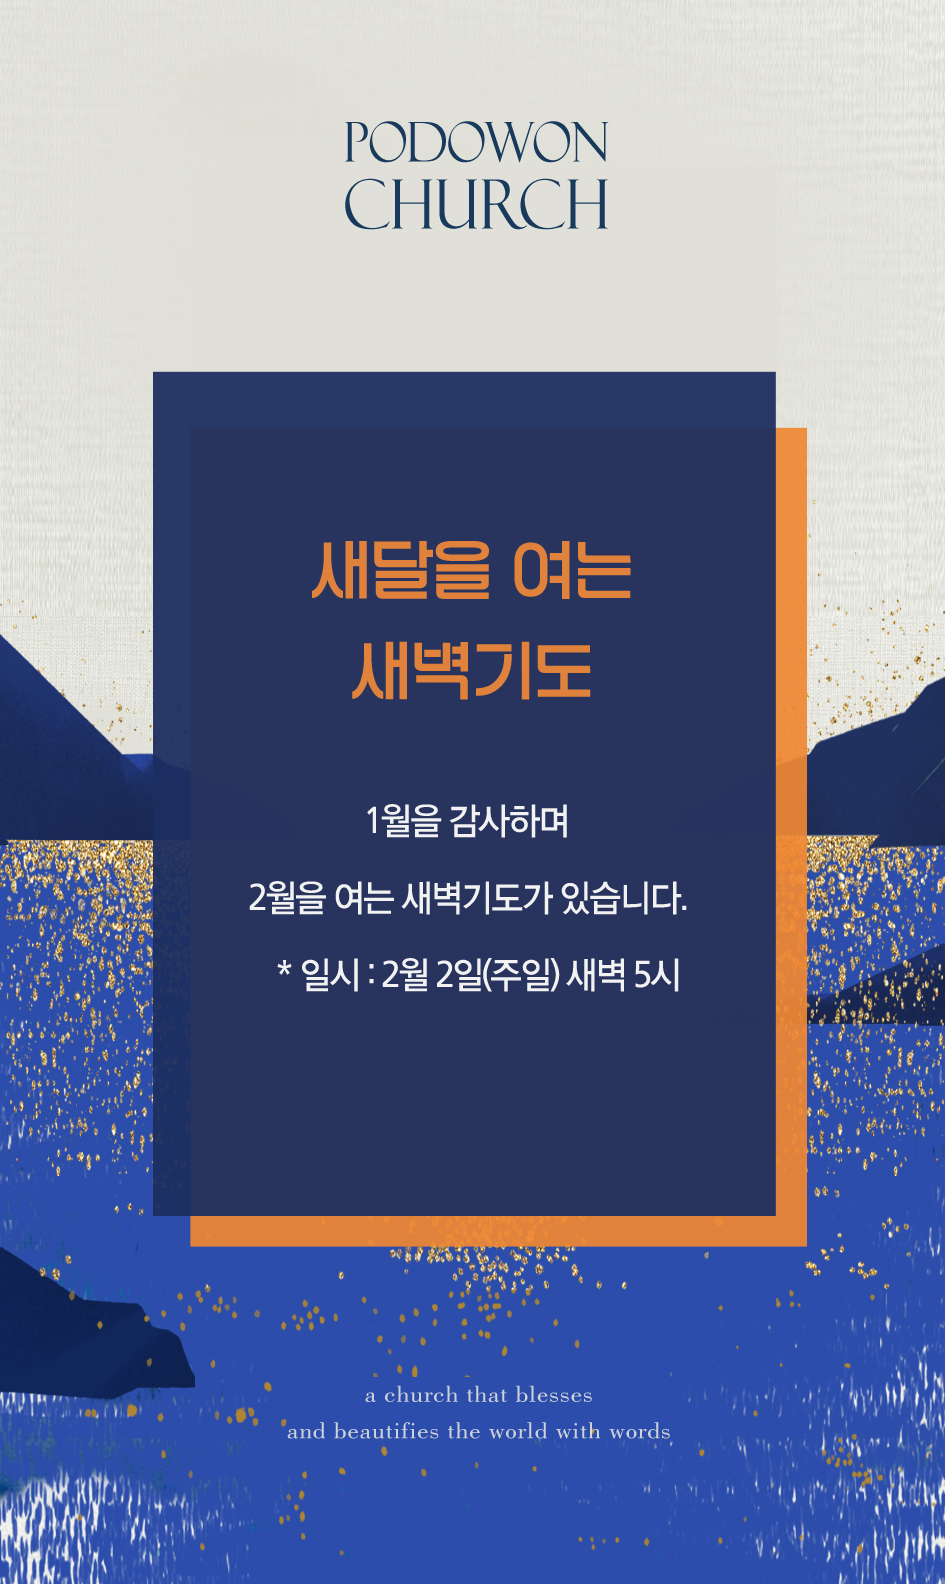 PODOWON
CHURCH
새달을 여는
새벽기도
1월을 감사하며
2월을 여는 새벽기도가 있습니다.
* 일시 : 2월 2일(주일) 새벽 5시
a church that blesses
and beautifies the world with words